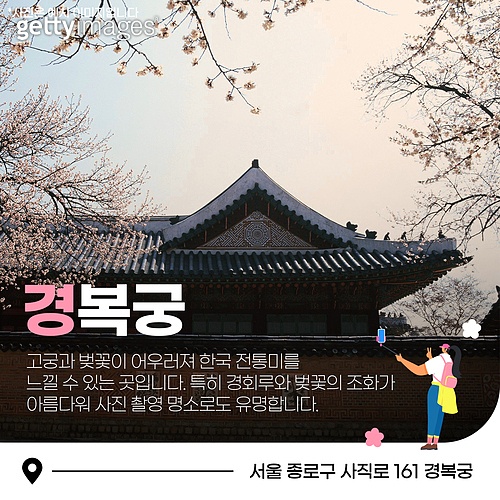 gettyimages
경복궁
고궁과 벚꽃이 어우러져 한국 전통미를
느낄 수 있는 곳입니다. 특히 경회루와 벚꽃의 조화가
아름다워 사진 촬영 명소로도 유명합니다.
서울 종로구 사직로 161 경복궁